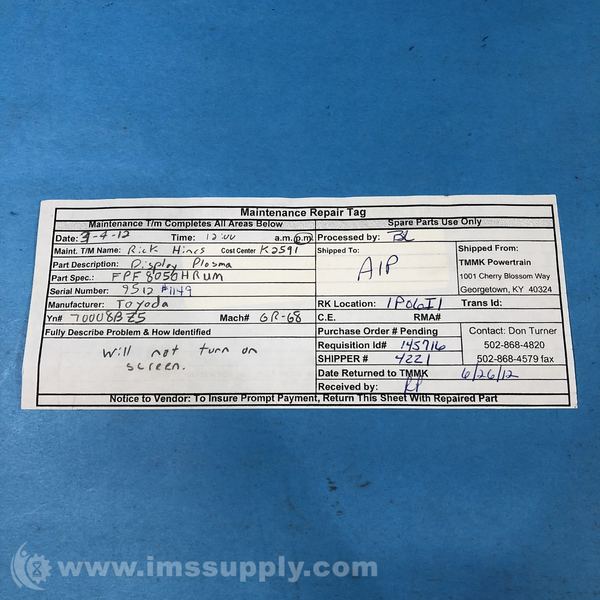 Maintenance Repair Tag
Maintenance T/m Completes All Areas Below
Spare Parts Use Only
Date: 3-4-12 Time: 12:00 a.m. p.m.
Processed by: BL
Maint. T/M Name: Rick Hines Cost Center K2591
Part Description: Display Plasma
Part Spec.: FPF8050HRUM
Serial Number: 9512 #1149
Manufacturer: Toyoda
Yn# 70008BZ5 Mach# GR-68
Fully Describe Problem & How Identified
Will not turn on
screen.
Shipped To:
AIP
Shipped From:
TMMK Powertrain
1001 Cherry Blossom Way
Georgetown, KY 40324
RK Location: 1P06I1 Trans Id:
C.E. RMA#
Purchase Order # Pending
Requisition Id# 145716
SHIPPER # 4221
Contact: Don Turner
502-868-4820
502-868-4579 fax
Date Returned to TMMK 6/26/12
Received by:
Notice to Vendor: To Insure Prompt Payment, Return This Sheet With Repaired Part
www.imssupply.com